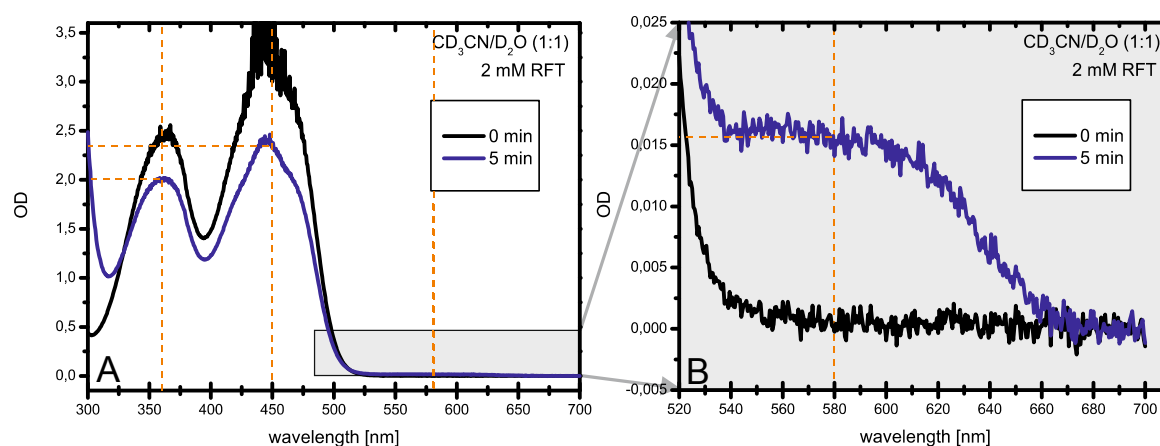 3,5
3,0
2,5
2,0
1,5
1,0
0,5
0,0
OD
CD₃CN/D₂O (1:1)
2 mM RFT
0 min
5 min
A
300 350 400 450 500 550 600 650 700
wavelength [nm]
0,025
0,020
0,015
0,010
0,005
0,000
-0,005
OD
CD₃CN/D₂O (1:1)
2 mM RFT
0 min
5 min
B
520 540 560 580 600 620 640 660 680 700
wavelength [nm]